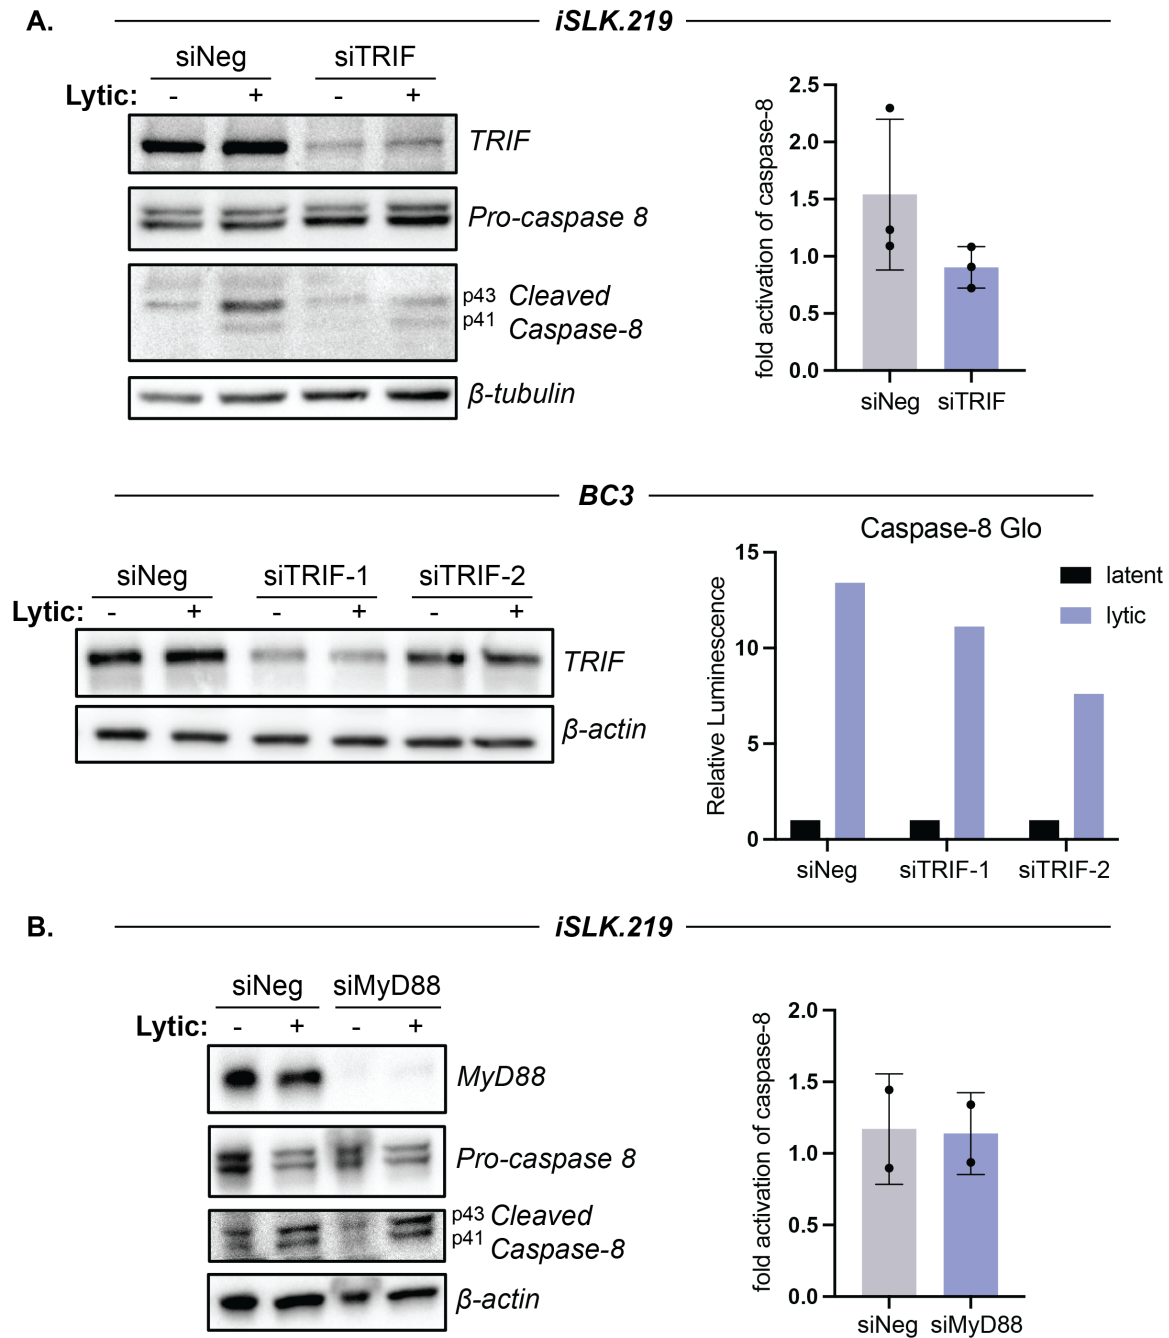 A.
iSLK.219
siNeg siTRIF
Lytic: - + - +
TRIF
Pro-caspase 8
p43 Cleaved
p41 Caspase-8
β-tubulin
fold activation of caspase-8
2.5
2.0
1.5
1.0
0.5
0.0
siNeg siTRIF
BC3
siNeg siTRIF-1 siTRIF-2
Lytic: - + - + - +
TRIF
β-actin
Caspase-8 Glo
Relative Luminescence
15
10
5
0
latent
lytic
siNeg siTRIF-1 siTRIF-2
B.
iSLK.219
siNeg siMyD88
Lytic: - + - +
MyD88
Pro-caspase 8
p43 Cleaved
p41 Caspase-8
β-actin
fold activation of caspase-8
2.0
1.5
1.0
0.5
0.0
siNeg siMyD88